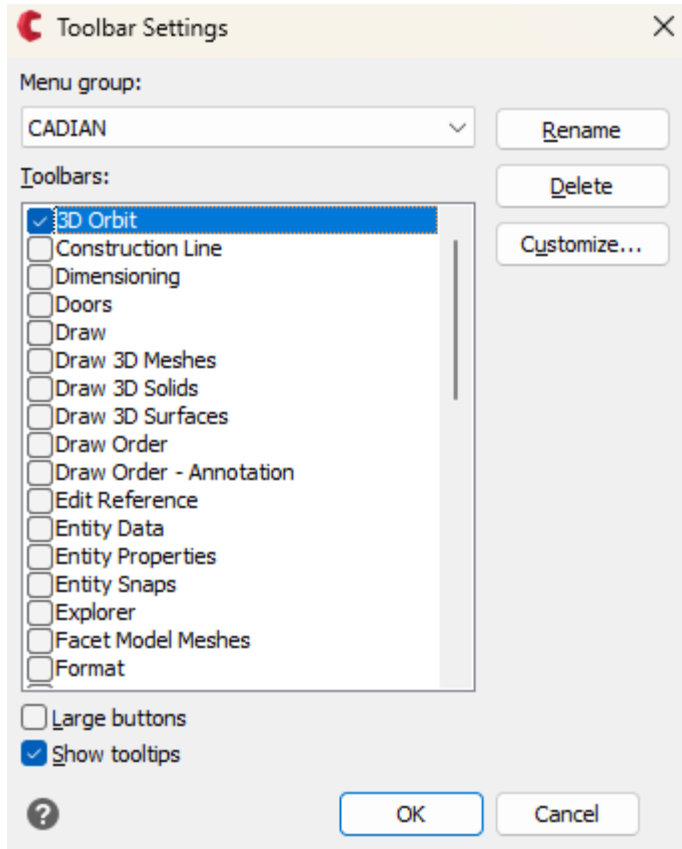 Toolbar Settings
Menu group:
CADIAN
Rename
Toolbars:
Delete
Customize...
3D Orbit
Construction Line
Dimensioning
Doors
Draw
Draw 3D Meshes
Draw 3D Solids
Draw 3D Surfaces
Draw Order
Draw Order - Annotation
Edit Reference
Entity Data
Entity Properties
Entity Snaps
Explorer
Facet Model Meshes
Format
Large buttons
Show tooltips
?
OK
Cancel